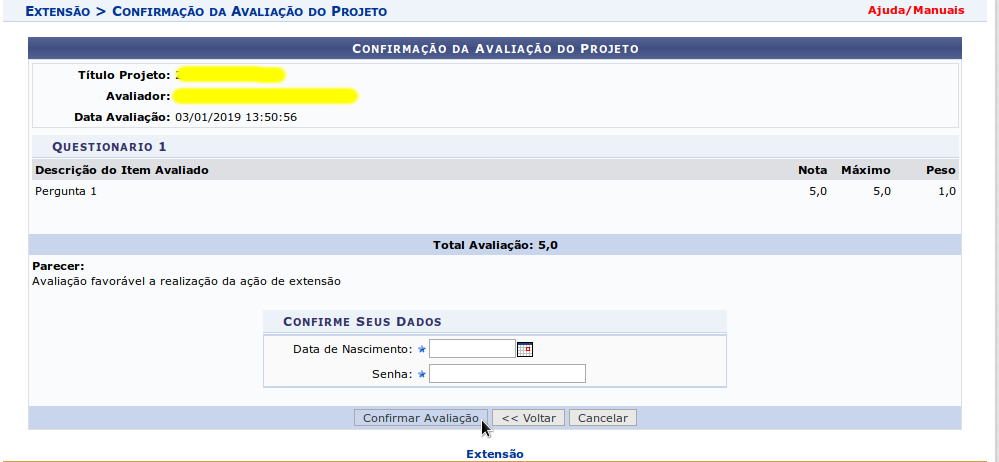 Extensão > Confirmação da Avaliação do Projeto
Ajuda/Manuais
Confirmação da Avaliação do Projeto
Título Projeto:
Avaliador:
Data Avaliação: 03/01/2019 13:50:56
Questionario 1
Descrição do Item Avaliado Nota Máximo Peso
Pergunta 1 5,0 5,0 1,0
Total Avaliação: 5,0
Parecer:
Avaliação favorável a realização da ação de extensão
Confirme Seus Dados
Data de Nascimento:
Senha:
Confirmar Avaliação << Voltar Cancelar
Extensão